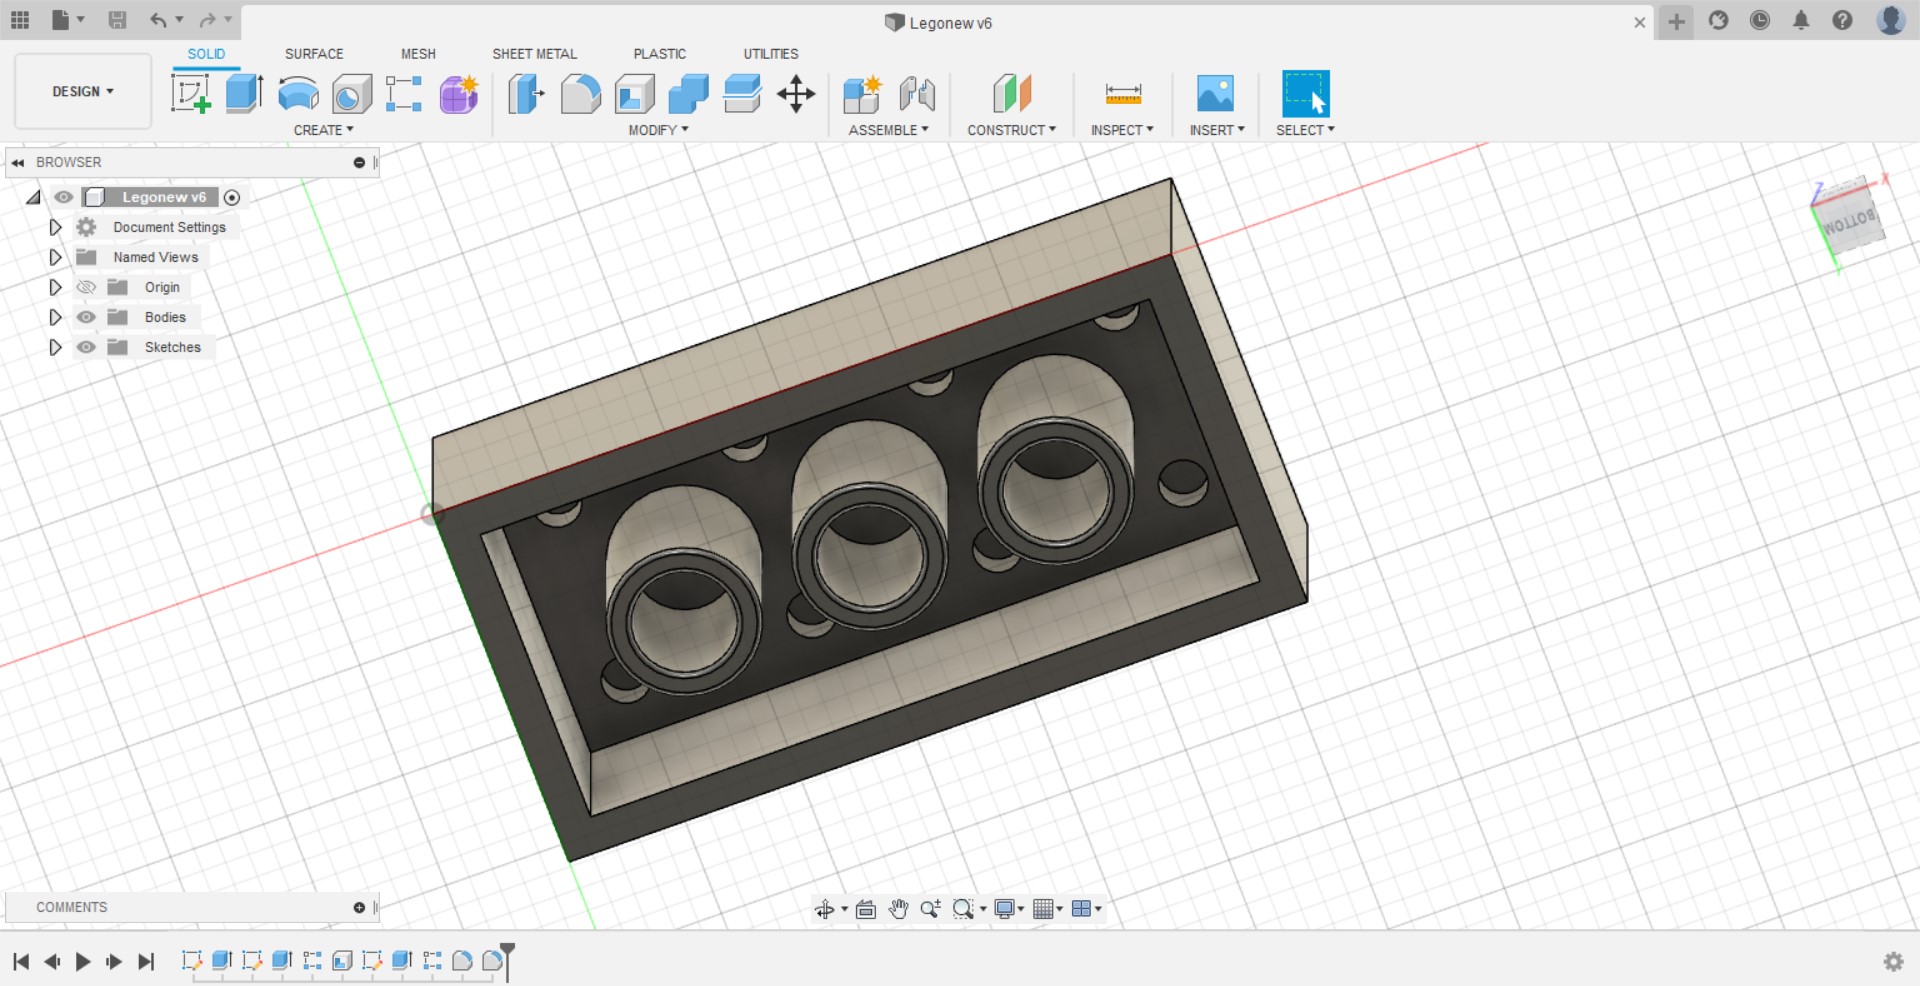 Legonew v6
SOLID SURFACE MESH SHEET METAL PLASTIC UTILITIES
DESIGN
CREATE MODIFY ASSEMBLE CONSTRUCT INSPECT INSERT SELECT
BROWSER
Legonew v6
Document Settings
Named Views
Origin
Bodies
Sketches
Z X
BOTTOM
COMMENTS